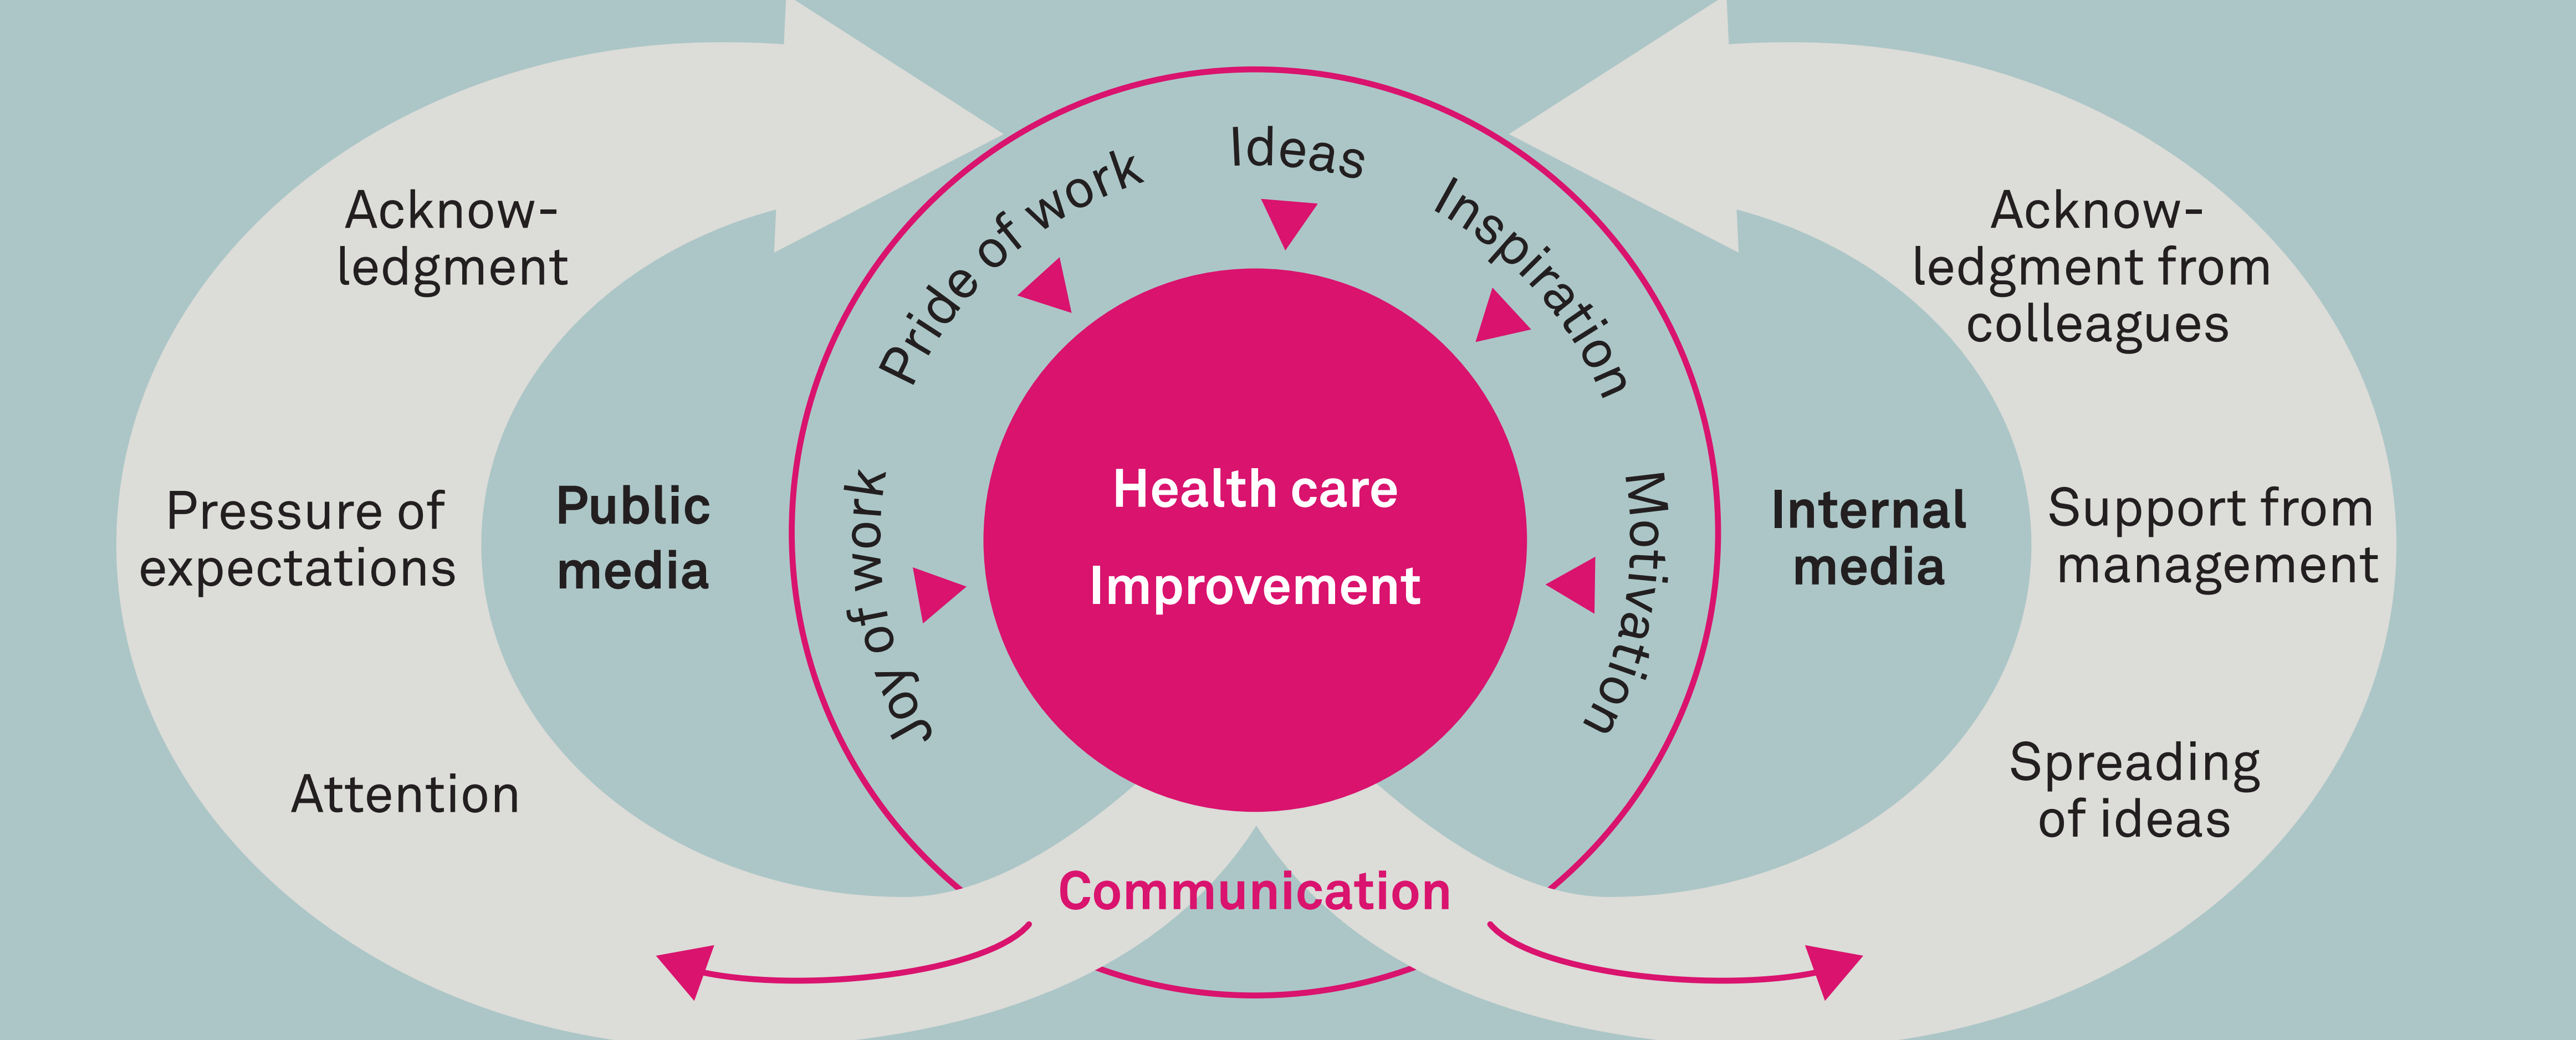 Acknow-
ledgment
Pressure of
expectations
Attention
Public
media
Joy of work
Pride of work
Ideas
Inspiration
Motivation
Health care
Improvement
Communication
Internal
media
Acknow-
ledgment from
colleagues
Support from
management
Spreading
of ideas